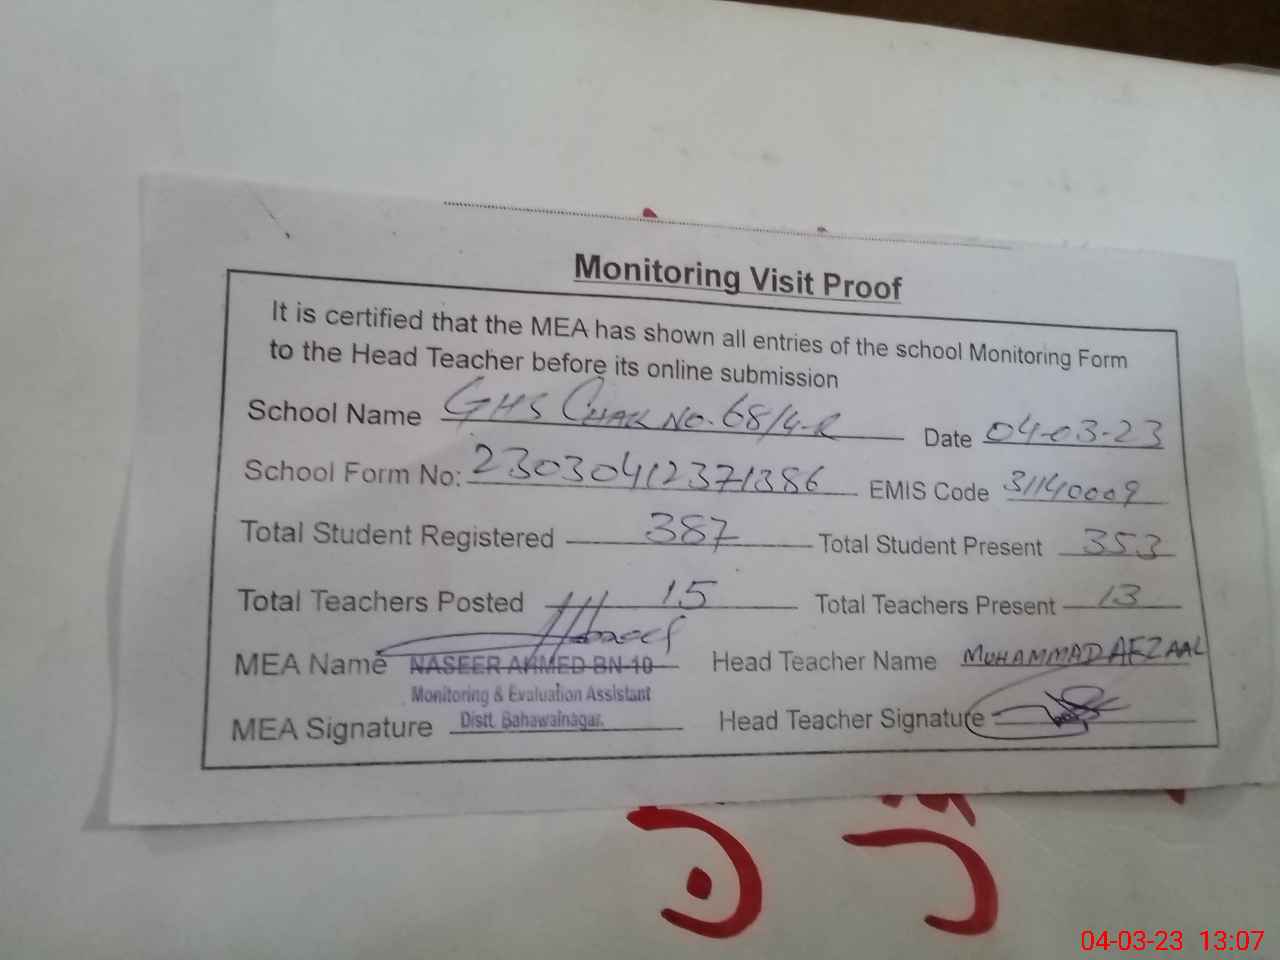 Monitoring Visit Proof
It is certified that the MEA has shown all entries of the school Monitoring Form
to the Head Teacher before its online submission
School Name GHS CHAK NO. 68/4-R Date 04-03-23
School Form No: 23030412371386 EMIS Code 31140009
Total Student Registered 387 Total Student Present 353
Total Teachers Posted 15 Total Teachers Present 13
MEA Name NASEER AHMED BN-10 Head Teacher Name MUHAMMAD AFZAAL
Monitoring & Evaluation Assistant
MEA Signature Distt. Bahawalnagar. Head Teacher Signature
04-03-23 13:07